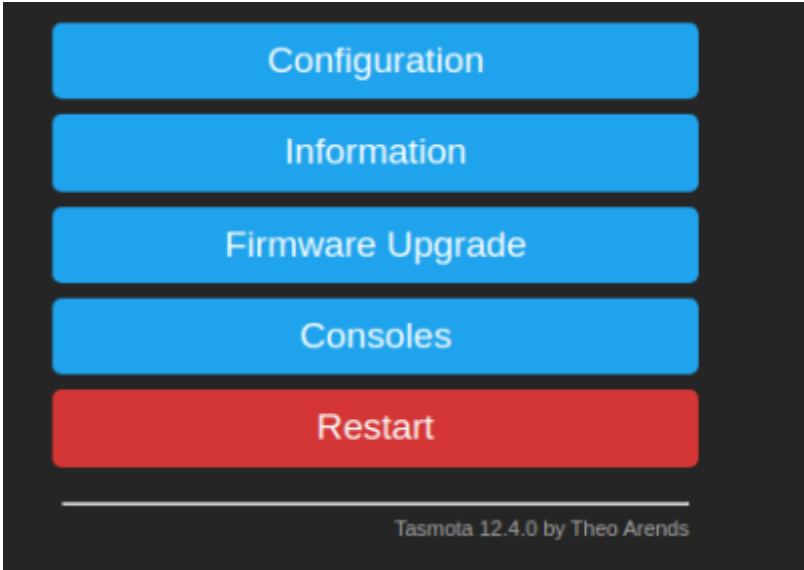 Configuration
Information
Firmware Upgrade
Consoles
Restart
Tasmota 12.4.0 by Theo Arends